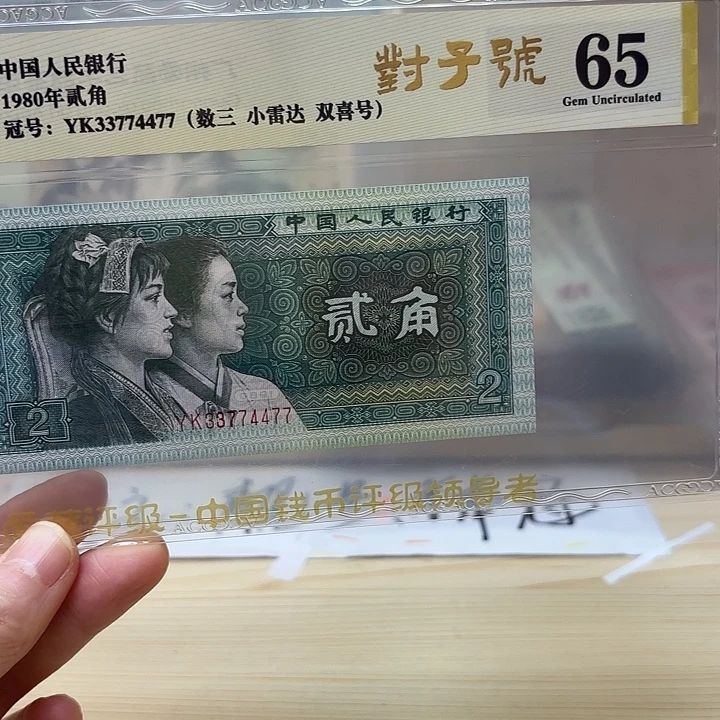 中国人民银行
1980年贰角
冠号：YK33774477（数三 小雷达 双喜号）
對子號
65
Gem Uncirculated
中国人民银行
贰角
2
2
YK33774477
评级-中国钱币评级领导者